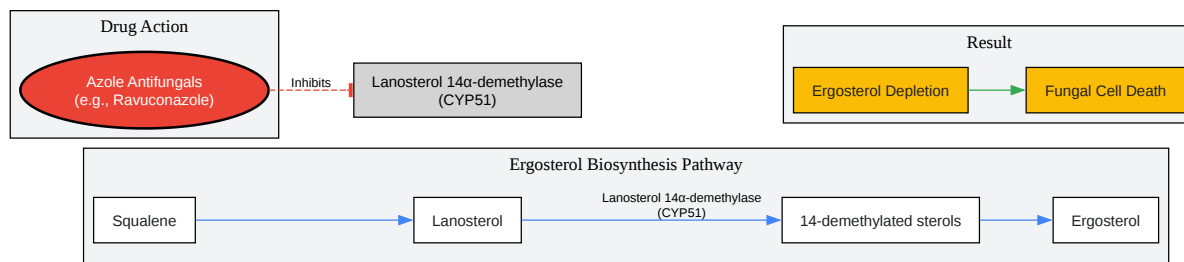 Drug Action
Azole Antifungals
(e.g., Ravuconazole)
Inhibits
Lanosterol 14α-demethylase
(CYP51)
Result
Ergosterol Depletion
Fungal Cell Death
Ergosterol Biosynthesis Pathway
Squalene
Lanosterol
Lanosterol 14α-demethylase
(CYP51)
14-demethylated sterols
Ergosterol